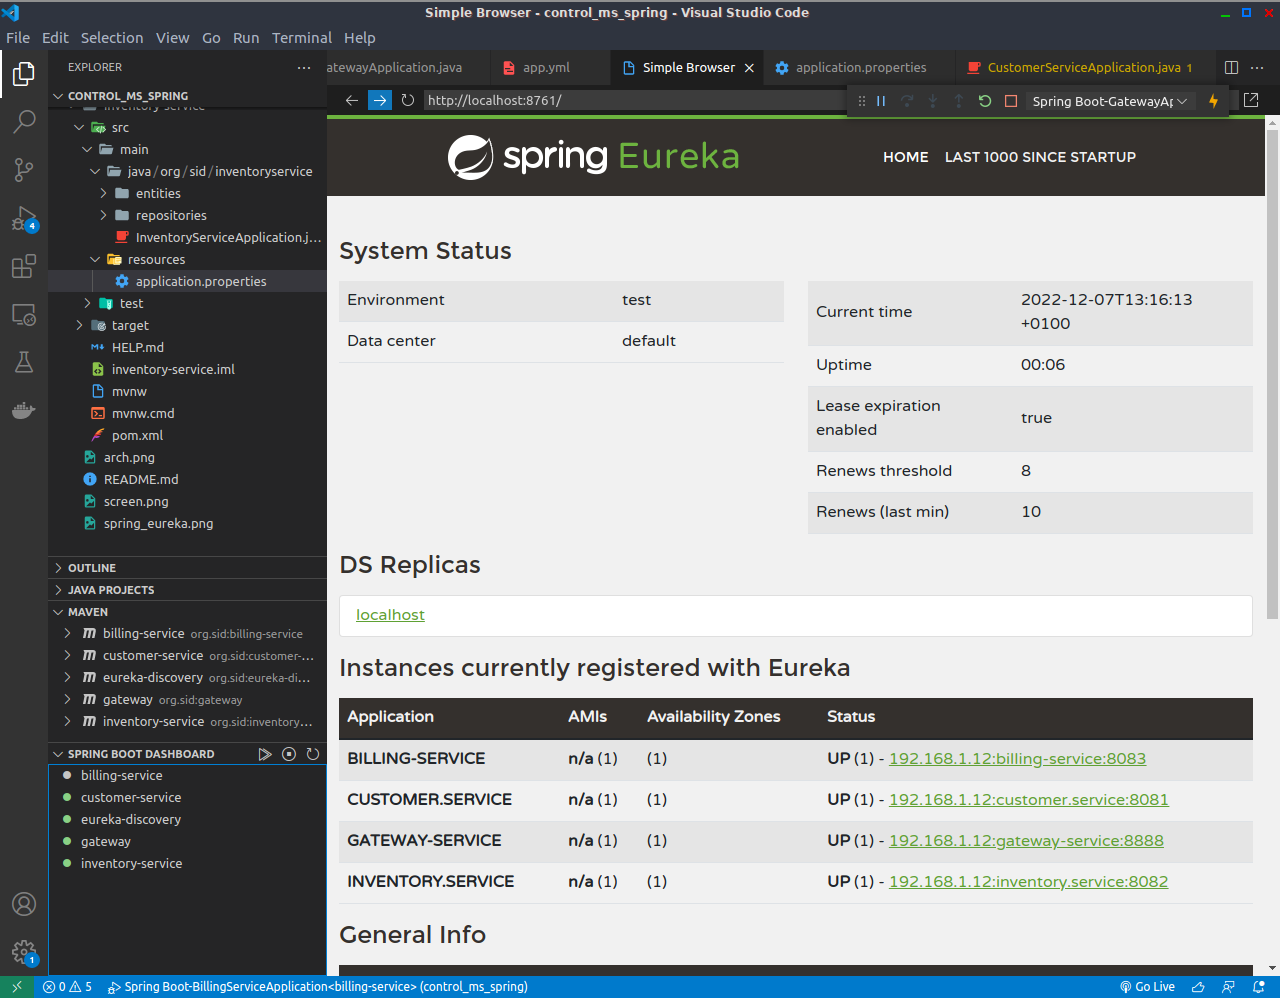 Simple Browser - control_ms_spring - Visual Studio Code
File Edit Selection View Go Run Terminal Help
EXPLORER
atewayApplication.java
app.yml
Simple Browser
application.properties
CustomerServiceApplication.java 1
http://localhost:8761/
Spring Boot-GatewayAp
CONTROL_MS_SPRING
src
main
java/org/sid/inventoryservice
entities
repositories
InventoryServiceApplication.j...
resources
application.properties
test
target
HELP.md
inventory-service.iml
mvnw
mvnw.cmd
pom.xml
arch.png
README.md
screen.png
spring_eureka.png
OUTLINE
JAVA PROJECTS
MAVEN
billing-service org.sid:billing-service
customer-service org.sid:customer-...
eureka-discovery org.sid:eureka-di...
gateway org.sid:gateway
inventory-service org.sid:inventory...
SPRING BOOT DASHBOARD
billing-service
customer-service
eureka-discovery
gateway
inventory-service
4
1
spring Eureka
HOME LAST 1000 SINCE STARTUP
System Status
Environment test
Data center default
Current time 2022-12-07T13:16:13
+0100
Uptime 00:06
Lease expiration
enabled true
Renews threshold 8
Renews (last min) 10
DS Replicas
localhost
Instances currently registered with Eureka
Application AMIs Availability Zones Status
BILLING-SERVICE n/a (1) (1) UP (1) - 192.168.1.12:billing-service:8083
CUSTOMER.SERVICE n/a (1) (1) UP (1) - 192.168.1.12:customer.service:8081
GATEWAY-SERVICE n/a (1) (1) UP (1) - 192.168.1.12:gateway-service:8888
INVENTORY.SERVICE n/a (1) (1) UP (1) - 192.168.1.12:inventory.service:8082
General Info
0 5 Spring Boot-BillingServiceApplication<billing-service> (control_ms_spring)
Go Live